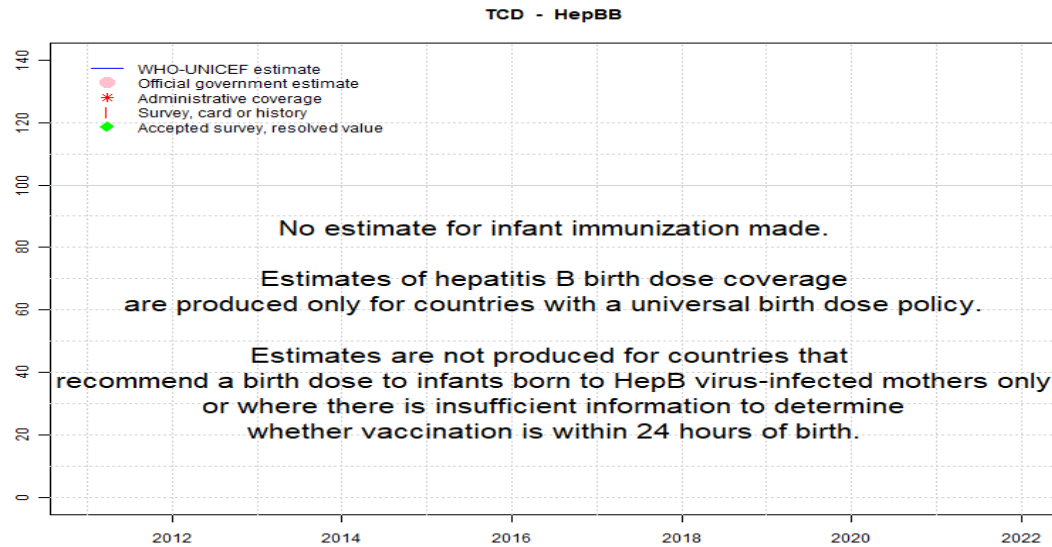 TCD - HepBB
WHO-UNICEF estimate
Official government estimate
Administrative coverage
Survey, card or history
Accepted survey, resolved value
140
120
100
80
60
40
20
0
No estimate for infant immunization made.
Estimates of hepatitis B birth dose coverage
are produced only for countries with a universal birth dose policy.
Estimates are not produced for countries that
recommend a birth dose to infants born to HepB virus-infected mothers only
or where there is insufficient information to determine
whether vaccination is within 24 hours of birth.
2012 2014 2016 2018 2020 2022